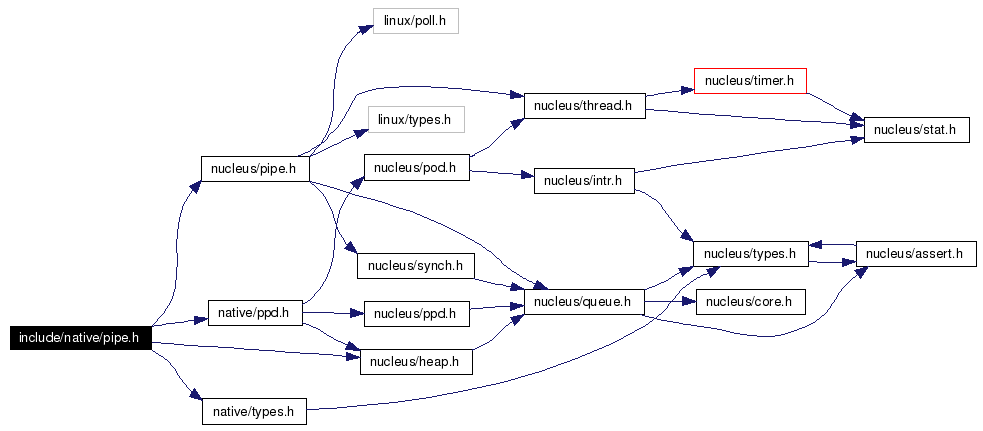 linux/poll.h
nucleus/timer.h
nucleus/thread.h
linux/types.h
nucleus/stat.h
nucleus/pipe.h
nucleus/pod.h
nucleus/intr.h
nucleus/types.h
nucleus/assert.h
nucleus/synch.h
nucleus/queue.h
nucleus/core.h
native/ppd.h
nucleus/ppd.h
include/native/pipe.h
nucleus/heap.h
native/types.h